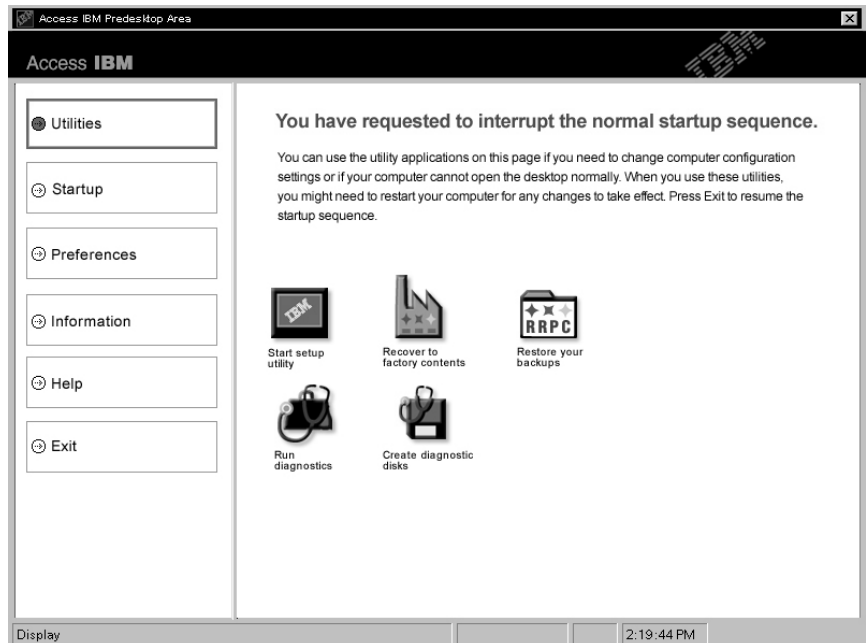 Access IBM Predesktop Area
Access IBM
IBM
Utilities
Startup
Preferences
Information
Help
Exit
You have requested to interrupt the normal startup sequence.
You can use the utility applications on this page if you need to change computer configuration
settings or if your computer cannot open the desktop normally. When you use these utilities,
you might need to restart your computer for any changes to take effect. Press Exit to resume the
startup sequence.
IBM
Start setup
utility
Recover to
factory contents
RRPC
Restore your
backups
Run
diagnostics
Create diagnostic
disks
Display
2:19:44 PM